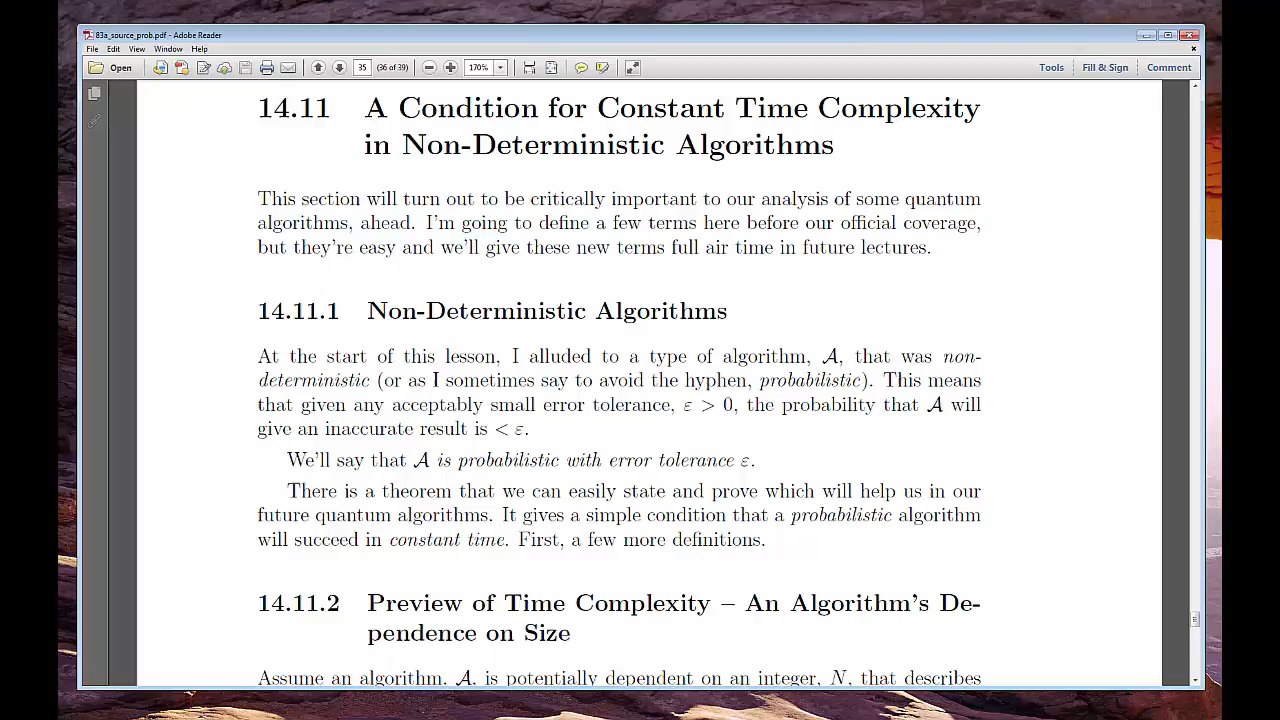 83a_source_prob.pdf - Adobe Reader
File Edit View Window Help
Open 35 (36 of 39) 170% Tools Fill & Sign Comment
14.11 A Condition for Constant Time Complexity
in Non-Deterministic Algorithms
This section will turn out to be critically important to our analysis of some quantum
algorithms, ahead. I'm going to define a few terms here before our official coverage,
but they're easy and we'll give these new terms full air time in future lectures.
14.11.1 Non-Deterministic Algorithms
At the start of this lesson, I alluded to a type of algorithm, 𝒜, that was non-
deterministic (or as I sometimes say to avoid the hyphen, probabilistic). This means
that given any acceptably small error tolerance, ε > 0, the probability that 𝒜 will
give an inaccurate result is < ε.
We'll say that 𝒜 is probabilistic with error tolerance ε.
There is a theorem that we can easily state and prove which will help us in our
future quantum algorithms. It gives a simple condition that a probabilistic algorithm
will succeed in constant time. First, a few more definitions.
14.11.2 Preview of Time Complexity – An Algorithm's De-
pendence on Size
Assume an algorithm, 𝒜, is potentially dependent on an integer, N, that describes